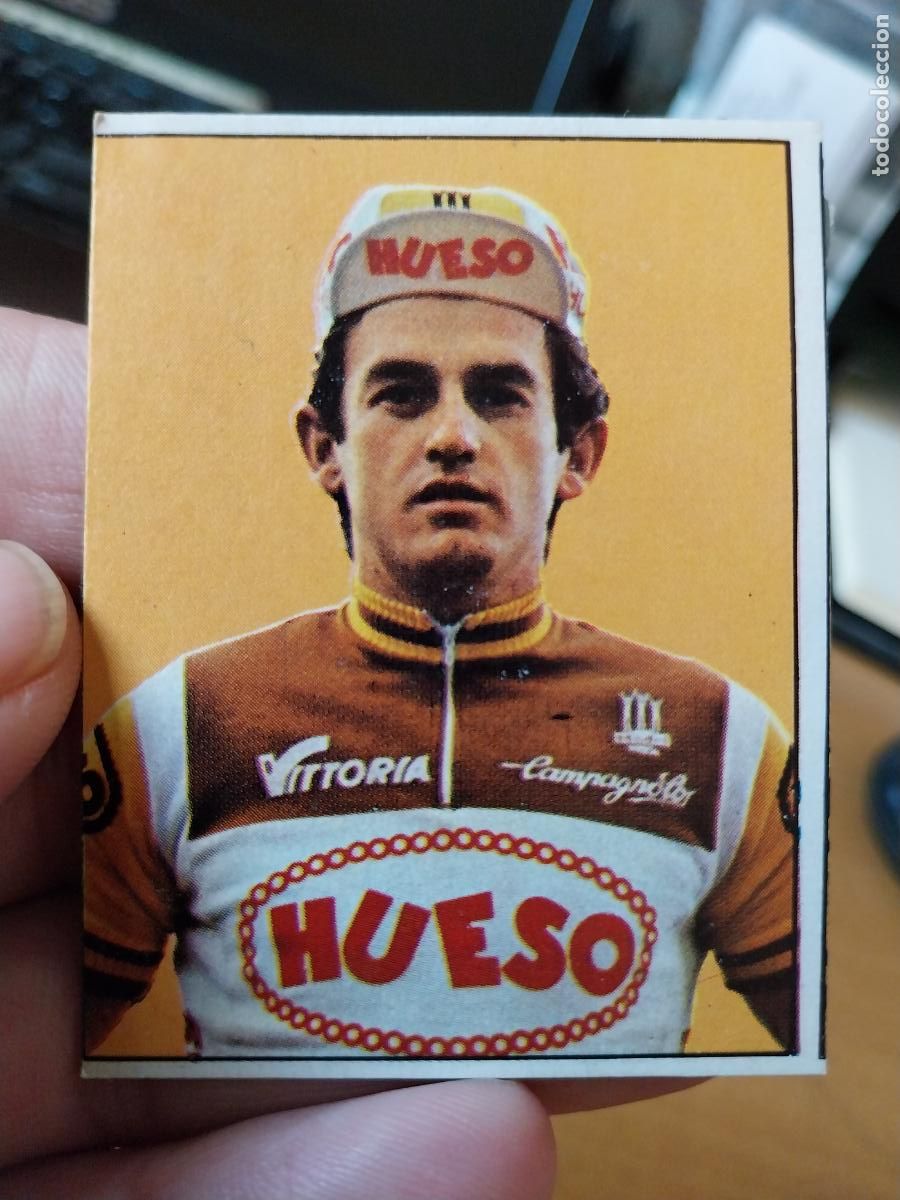 todocoleccion
HUESO
VITTORIA
Campagnolo
HUESO